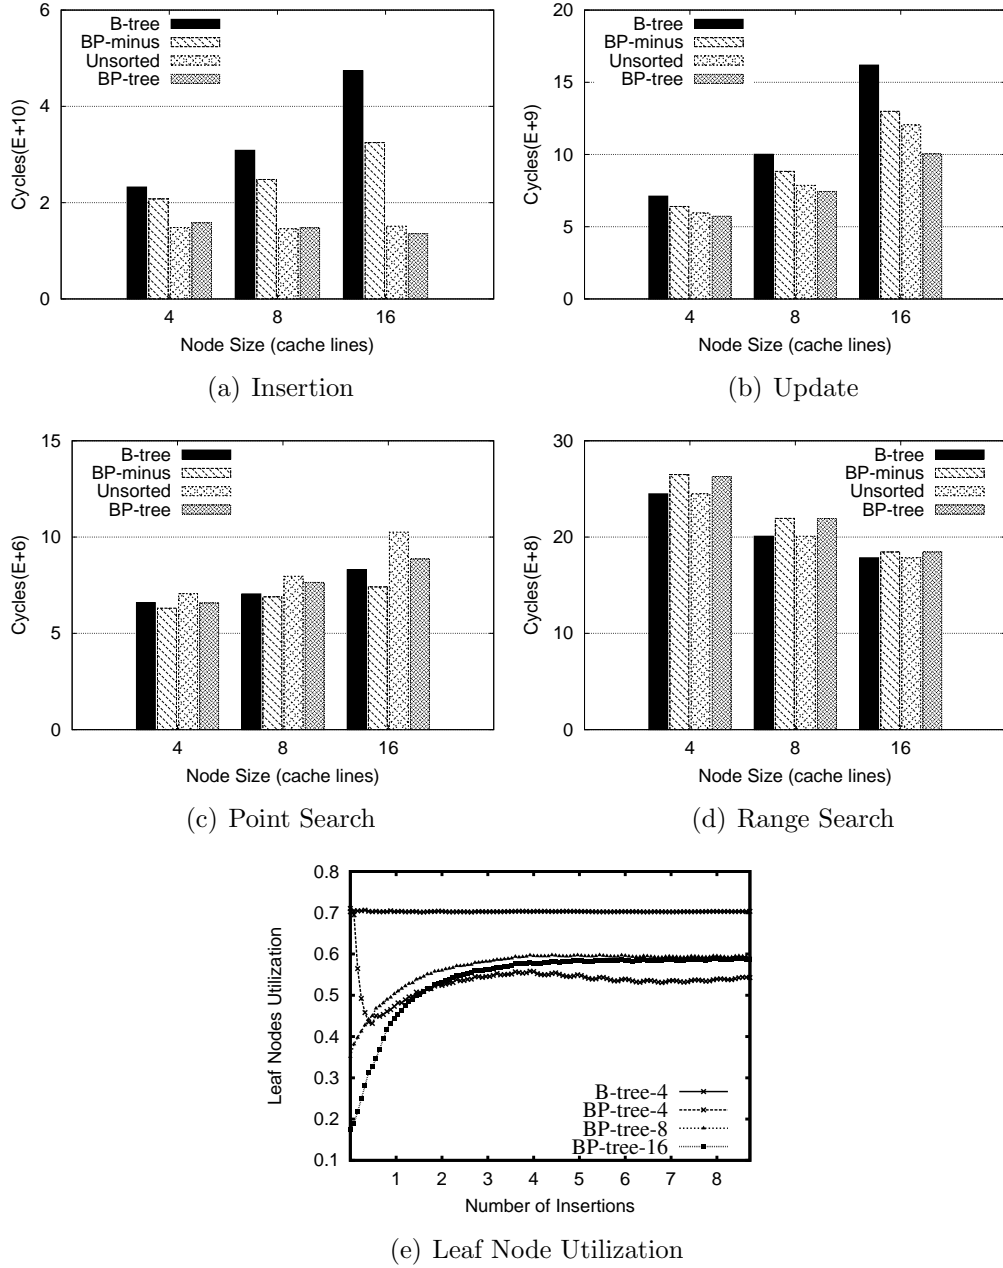 6
4
2
0
Cycles(E+10)
B-tree
BP-minus
Unsorted
BP-tree
4 8 16
Node Size (cache lines)
(a) Insertion
20
15
10
5
0
Cycles(E+9)
B-tree
BP-minus
Unsorted
BP-tree
4 8 16
Node Size (cache lines)
(b) Update
15
10
5
0
Cycles(E+6)
B-tree
BP-minus
Unsorted
BP-tree
4 8 16
Node Size (cache lines)
(c) Point Search
30
20
10
0
Cycles(E+8)
B-tree
BP-minus
Unsorted
BP-tree
4 8 16
Node Size (cache lines)
(d) Range Search
0.8
0.7
0.6
0.5
0.4
0.3
0.2
0.1
Leaf Nodes Utilization
B-tree-4
BP-tree-4
BP-tree-8
BP-tree-16
1 2 3 4 5 6 7 8
Number of Insertions
(e) Leaf Node Utilization